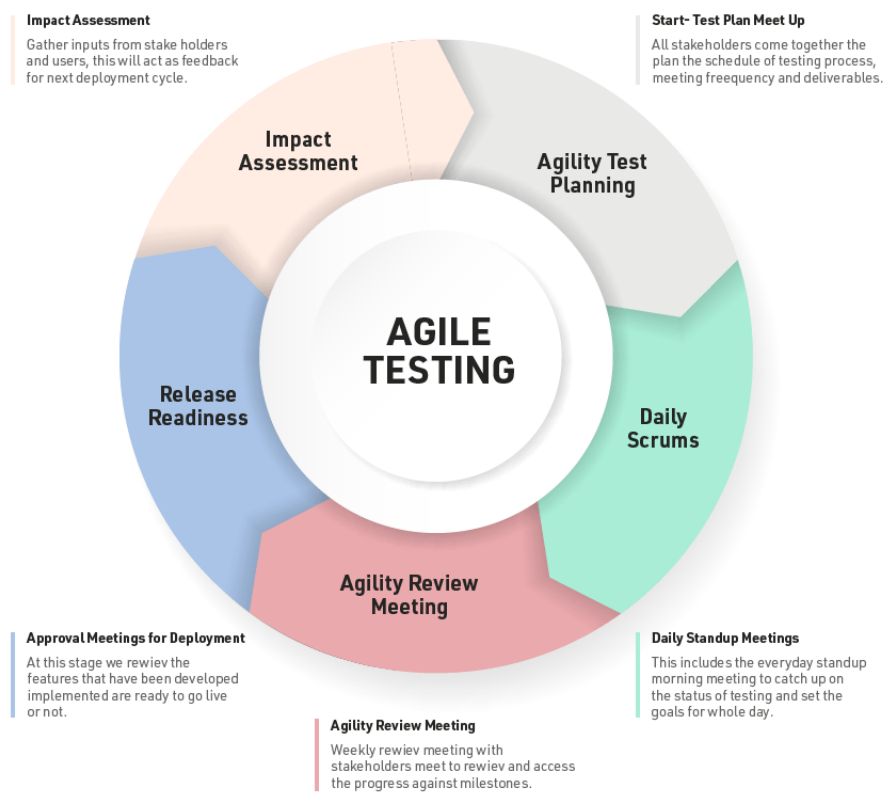 Impact Assessment
Gather inputs from stake holders
and users, this will act as feedback
for next deployment cycle.
Start- Test Plan Meet Up
All stakeholders come together the
plan the schedule of testing process,
meeting freequency and deliverables.
Impact
Assessment
Agility Test
Planning
AGILE
TESTING
Release
Readiness
Daily
Scrums
Agility Review
Meeting
Approval Meetings for Deployment
At this stage we rewiev the
features that have been developed
implemented are ready to go live
or not.
Daily Standup Meetings
This includes the everyday standup
morning meeting to catch up on
the status of testing and set the
goals for whole day.
Agility Review Meeting
Weekly rewiev meeting with
stakeholders meet to rewiev and access
the progress against milestones.